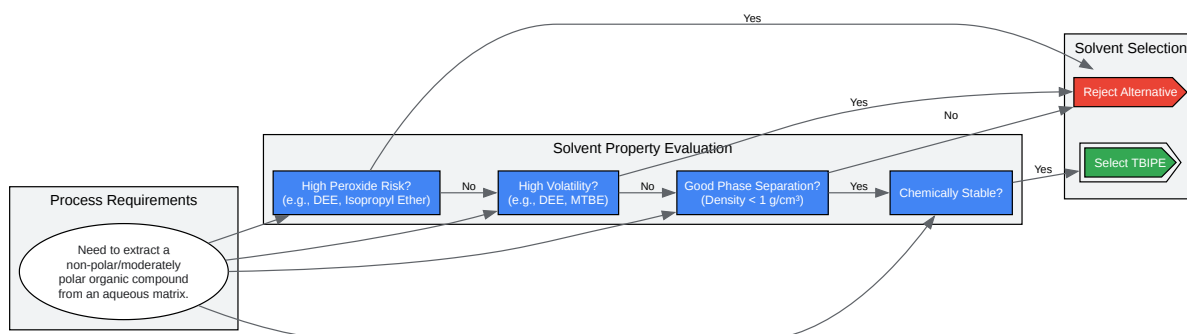 Yes
Solvent Selection
Reject Alternative
Yes
No
Solvent Property Evaluation
Select TBIPE
Yes
High Peroxide Risk?
(e.g., DEE, Isopropyl Ether)
No
High Volatility?
(e.g., DEE, MTBE)
No
Good Phase Separation?
(Density < 1 g/cm³)
Yes
Chemically Stable?
Process Requirements
Need to extract a
non-polar/moderately
polar organic compound
from an aqueous matrix.